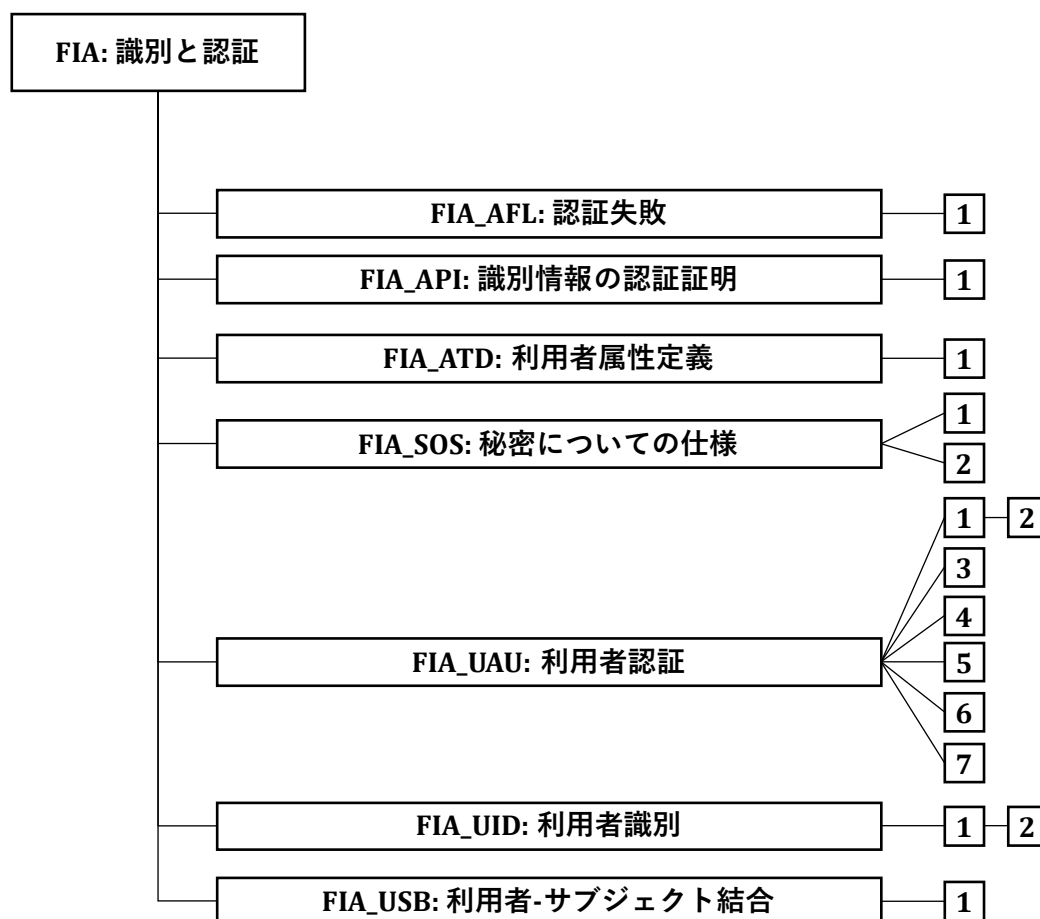 FIA: 識別と認証
FIA_AFL: 認証失敗
1
FIA_API: 識別情報の認証証明
1
FIA_ATD: 利用者属性定義
1
FIA_SOS: 秘密についての仕様
1
2
FIA_UAU: 利用者認証
1 2
3
4
5
6
7
FIA_UID: 利用者識別
1 2
FIA_USB: 利用者-サブジェクト結合
1